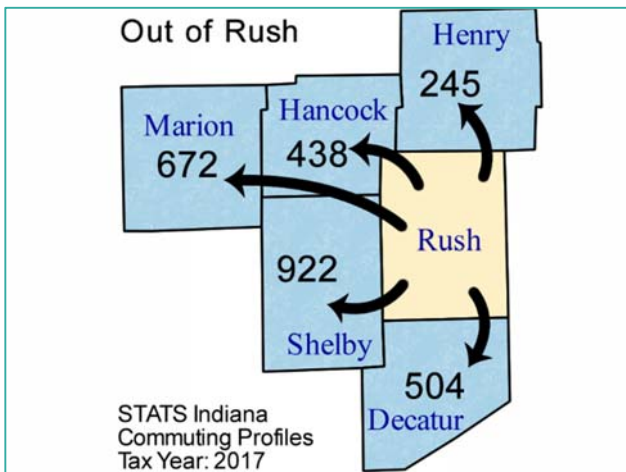 Out of Rush
Henry
245
Hancock
438
Marion
672
Rush
922
Shelby
504
Decatur
STATS Indiana
Commuting Profiles
Tax Year: 2017